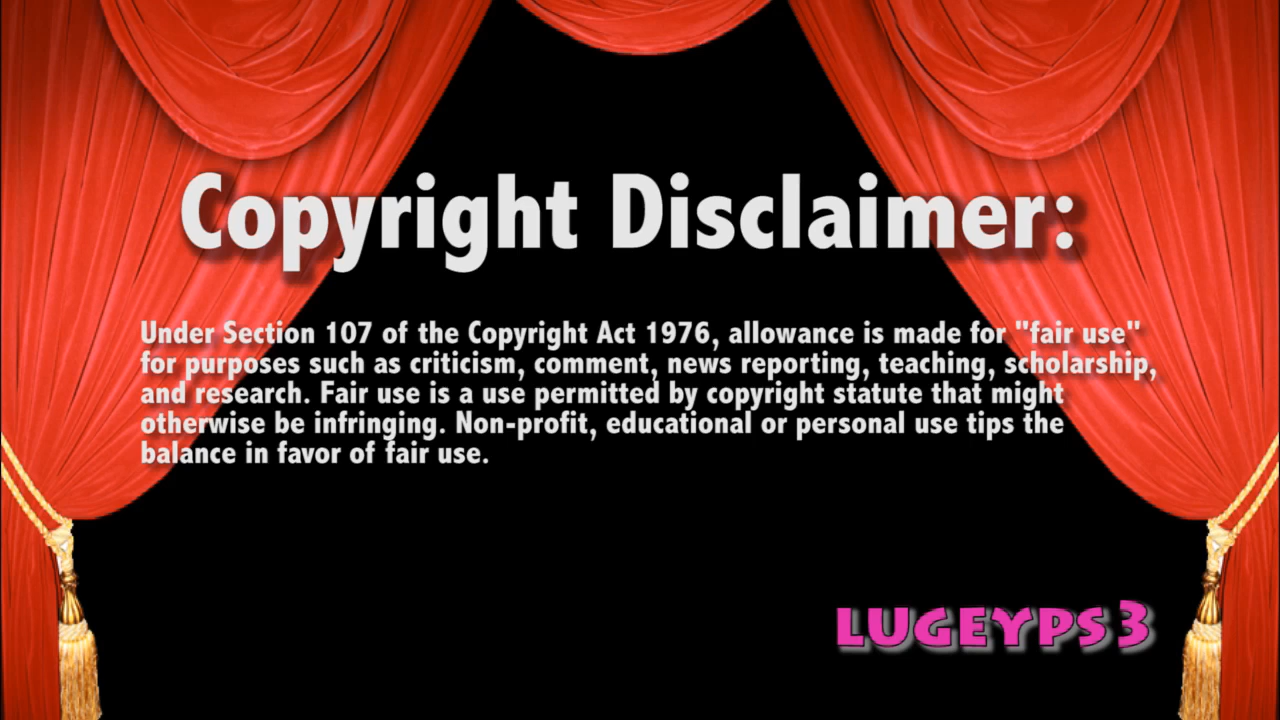 Copyright Disclaimer:
Under Section 107 of the Copyright Act 1976, allowance is made for "fair use"
for purposes such as criticism, comment, news reporting, teaching, scholarship,
and research. Fair use is a use permitted by copyright statute that might
otherwise be infringing. Non-profit, educational or personal use tips the
balance in favor of fair use.
LUGEYPS3